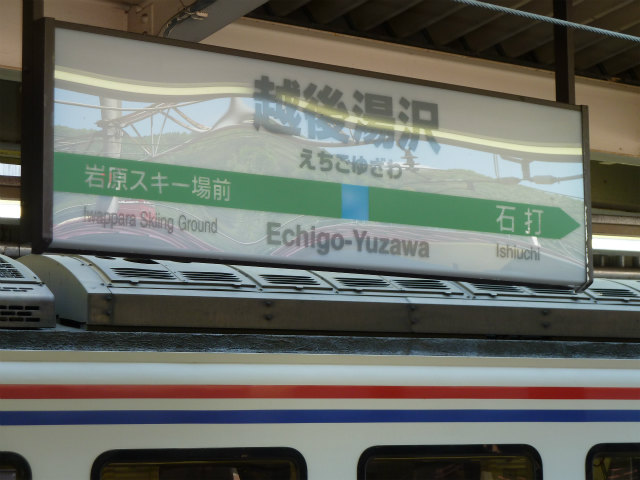 越後湯沢
えちごゆざわ
岩原スキー場前
石打
Iwappara Skiing Ground
Echigo-Yuzawa
Ishiuchi